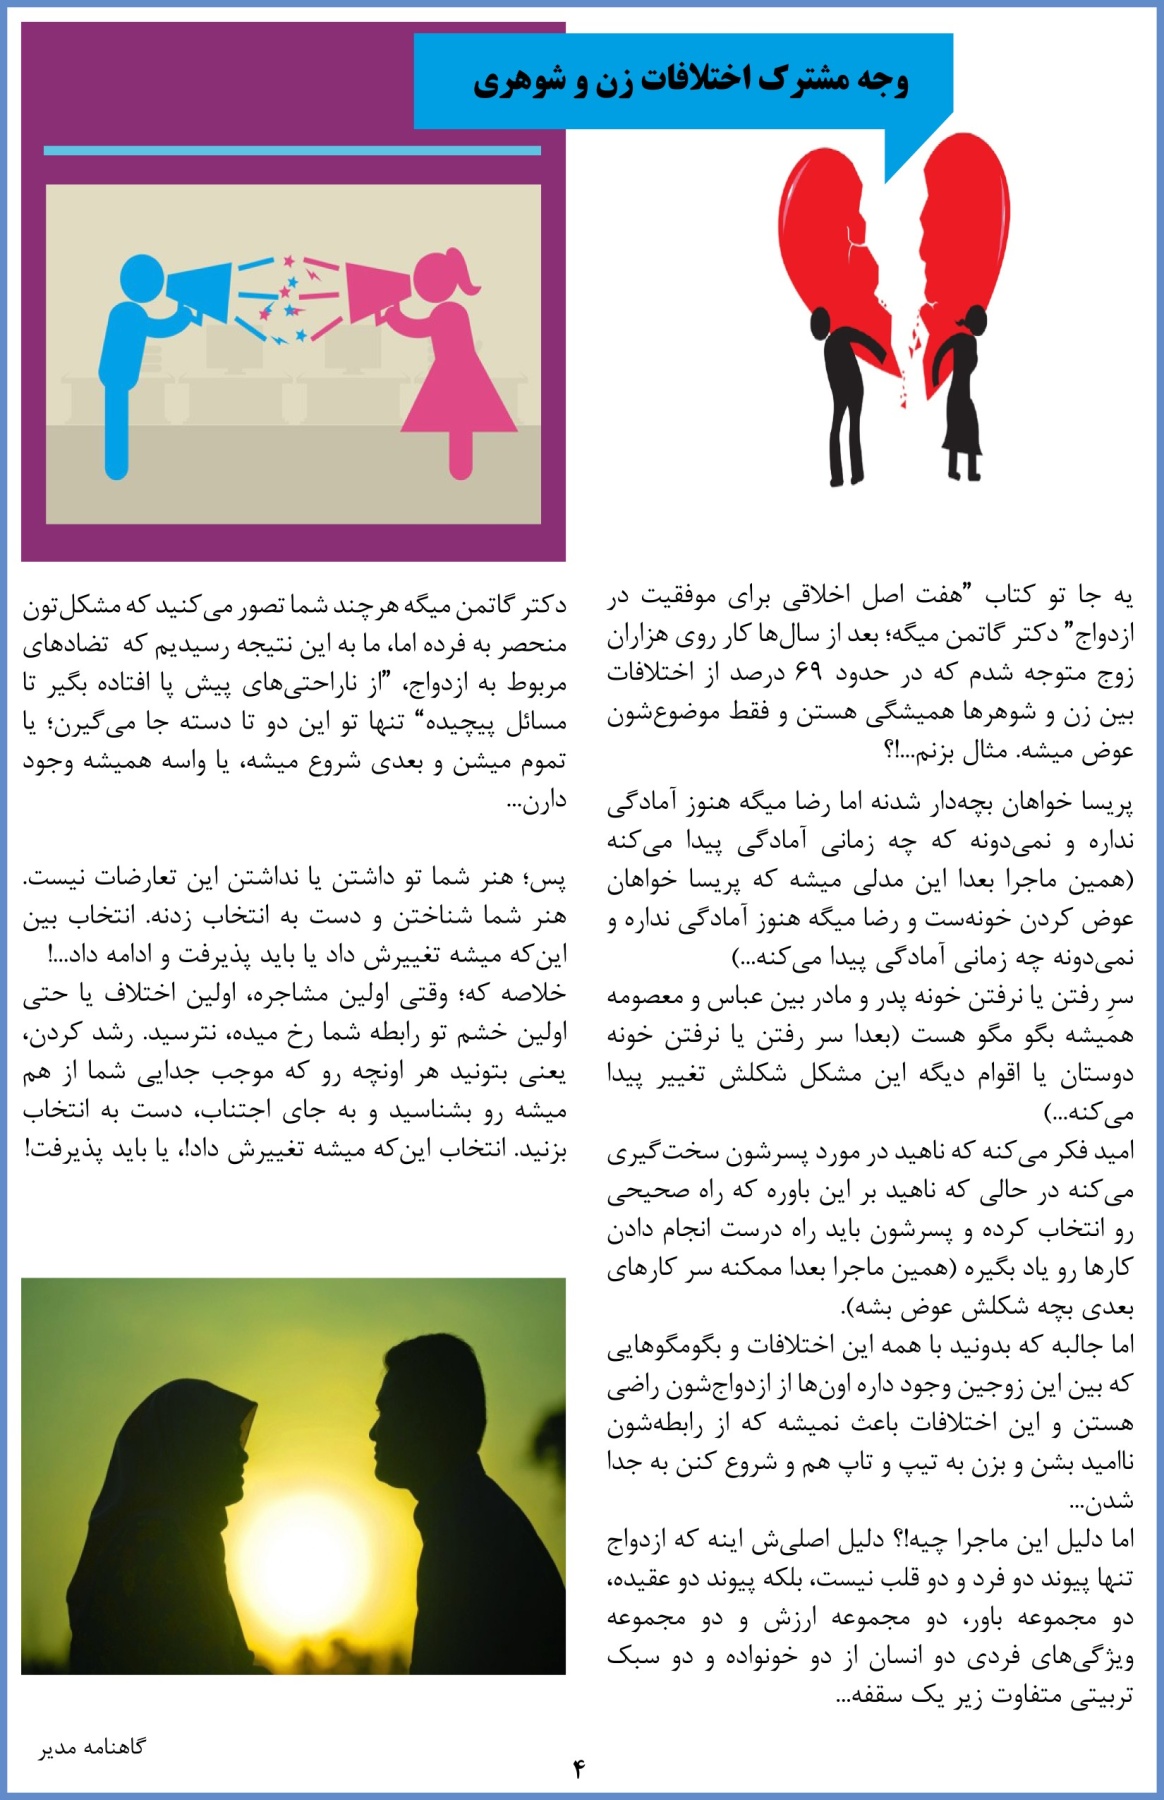 وجه مشترک اختلافات زن و شوهری
یه جا تو کتاب ”هفت اصل اخلاقی برای موفقیت در
ازدواج” دکتر گاتمن میگه؛ بعد از سال‌ها کار روی هزاران
زوج متوجه شدم که در حدود ۶۹ درصد از اختلافات
بین زن و شوهرها همیشگی هستن و فقط موضوع‌شون
عوض میشه. مثال بزنم...!؟
پریسا خواهان بچه‌دار شدنه اما رضا میگه هنوز آمادگی
نداره و نمی‌دونه که چه زمانی آمادگی پیدا می‌کنه
(همین ماجرا بعدا این مدلی میشه که پریسا خواهان
عوض کردن خونه‌ست و رضا میگه هنوز آمادگی نداره و
نمی‌دونه چه زمانی آمادگی پیدا می‌کنه...)
سرِ رفتن یا نرفتن خونه پدر و مادر بین عباس و معصومه
همیشه بگو مگو هست (بعدا سر رفتن یا نرفتن خونه
دوستان یا اقوام دیگه این مشکل شکلش تغییر پیدا
می‌کنه...)
امید فکر می‌کنه که ناهید در مورد پسرشون سخت‌گیری
می‌کنه در حالی که ناهید بر این باوره که راه صحیحی
رو انتخاب کرده و پسرشون باید راه درست انجام دادن
کارها رو یاد بگیره (همین ماجرا بعدا ممکنه سر کارهای
بعدی بچه شکلش عوض بشه).
اما جالبه که بدونید با همه این اختلافات و بگومگوهایی
که بین این زوجین وجود داره اون‌ها از ازدواج‌شون راضی
هستن و این اختلافات باعث نمیشه که از رابطه‌شون
ناامید بشن و بزن به تیپ و تاپ هم و شروع کنن به جدا
شدن...
اما دلیل این ماجرا چیه!؟ دلیل اصلی‌ش اینه که ازدواج
تنها پیوند دو فرد و دو قلب نیست، بلکه پیوند دو عقیده،
دو مجموعه باور، دو مجموعه ارزش و دو مجموعه
ویژگی‌های فردی دو انسان از دو خونواده و دو سبک
تربیتی متفاوت زیر یک سقفه...
دکتر گاتمن میگه هرچند شما تصور می‌کنید که مشکل‌تون
منحصر به فرده اما، ما به این نتیجه رسیدیم که تضادهای
مربوط به ازدواج، ”از ناراحتی‌های پیش پا افتاده بگیر تا
مسائل پیچیده“ تنها تو این دو تا دسته جا می‌گیرن؛ یا
تموم میشن و بعدی شروع میشه، یا واسه همیشه وجود
دارن...
پس؛ هنر شما تو داشتن یا نداشتن این تعارضات نیست.
هنر شما شناختن و دست به انتخاب زدنه. انتخاب بین
این‌که میشه تغییرش داد یا باید پذیرفت و ادامه داد...!
خلاصه که؛ وقتی اولین مشاجره، اولین اختلاف یا حتی
اولین خشم تو رابطه شما رخ میده، نترسید. رشد کردن،
یعنی بتونید هر اونچه رو که موجب جدایی شما از هم
میشه رو بشناسید و به جای اجتناب، دست به انتخاب
بزنید. انتخاب این‌که میشه تغییرش داد!، یا باید پذیرفت!
گاهنامه مدیر
۴